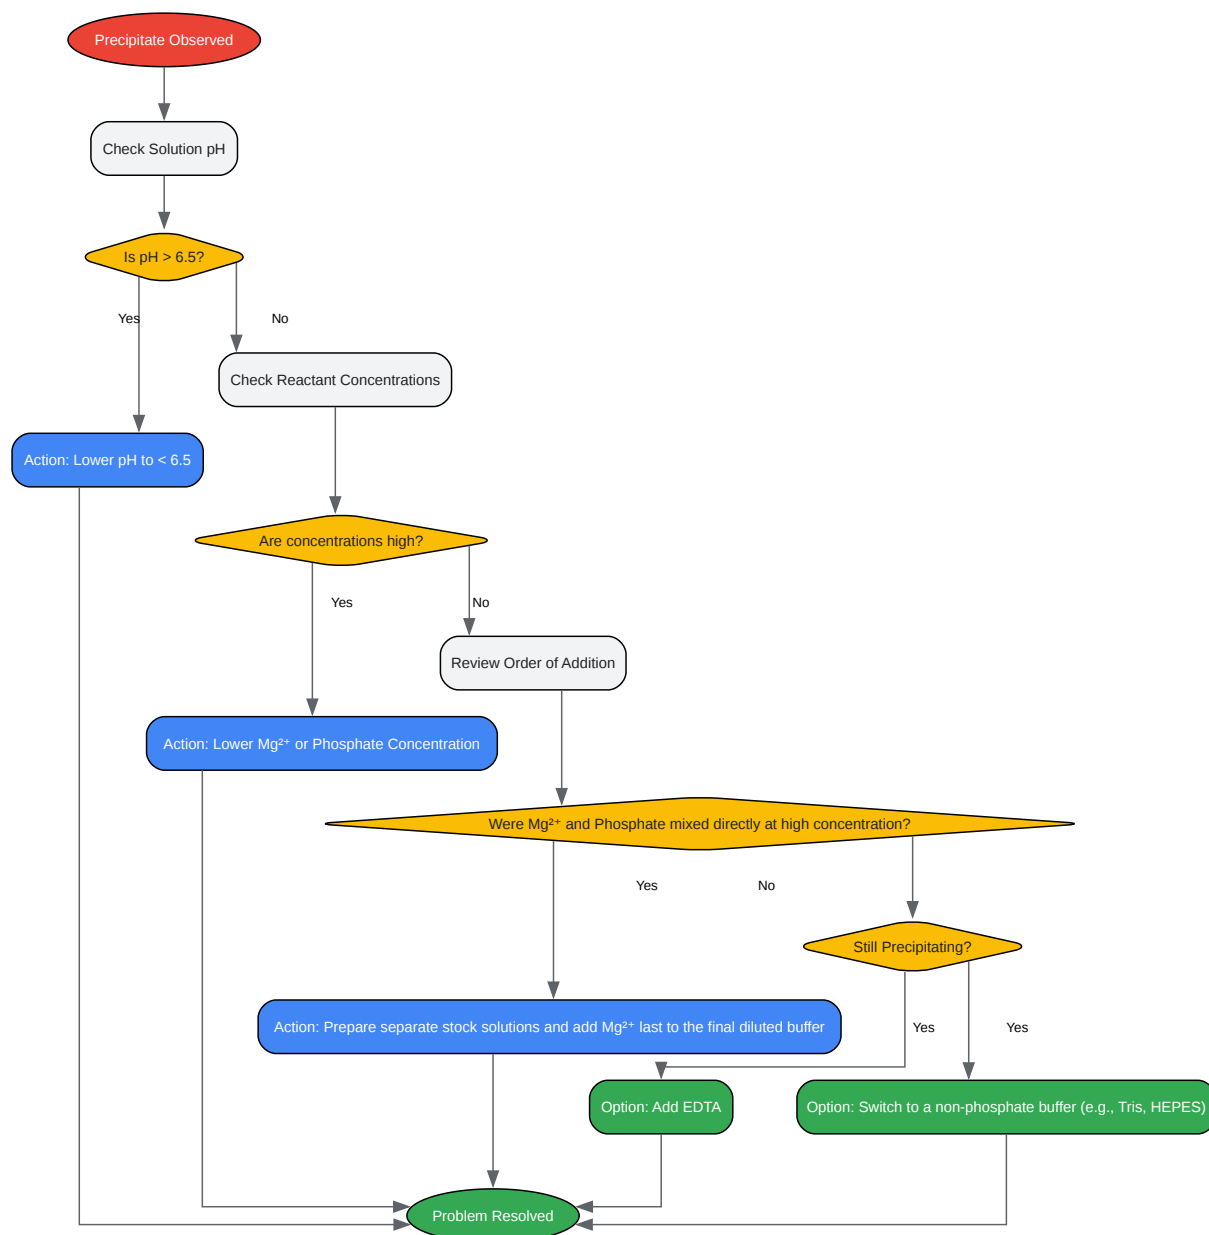 Precipitate Observed
Check Solution pH
Is pH > 6.5?
Yes
No
Check Reactant Concentrations
Action: Lower pH to < 6.5
Are concentrations high?
Yes
No
Review Order of Addition
Action: Lower Mg²⁺ or Phosphate Concentration
Were Mg²⁺ and Phosphate mixed directly at high concentration?
Yes
No
Still Precipitating?
Action: Prepare separate stock solutions and add Mg²⁺ last to the final diluted buffer
Yes
Yes
Option: Add EDTA
Option: Switch to a non-phosphate buffer (e.g., Tris, HEPES)
Problem Resolved